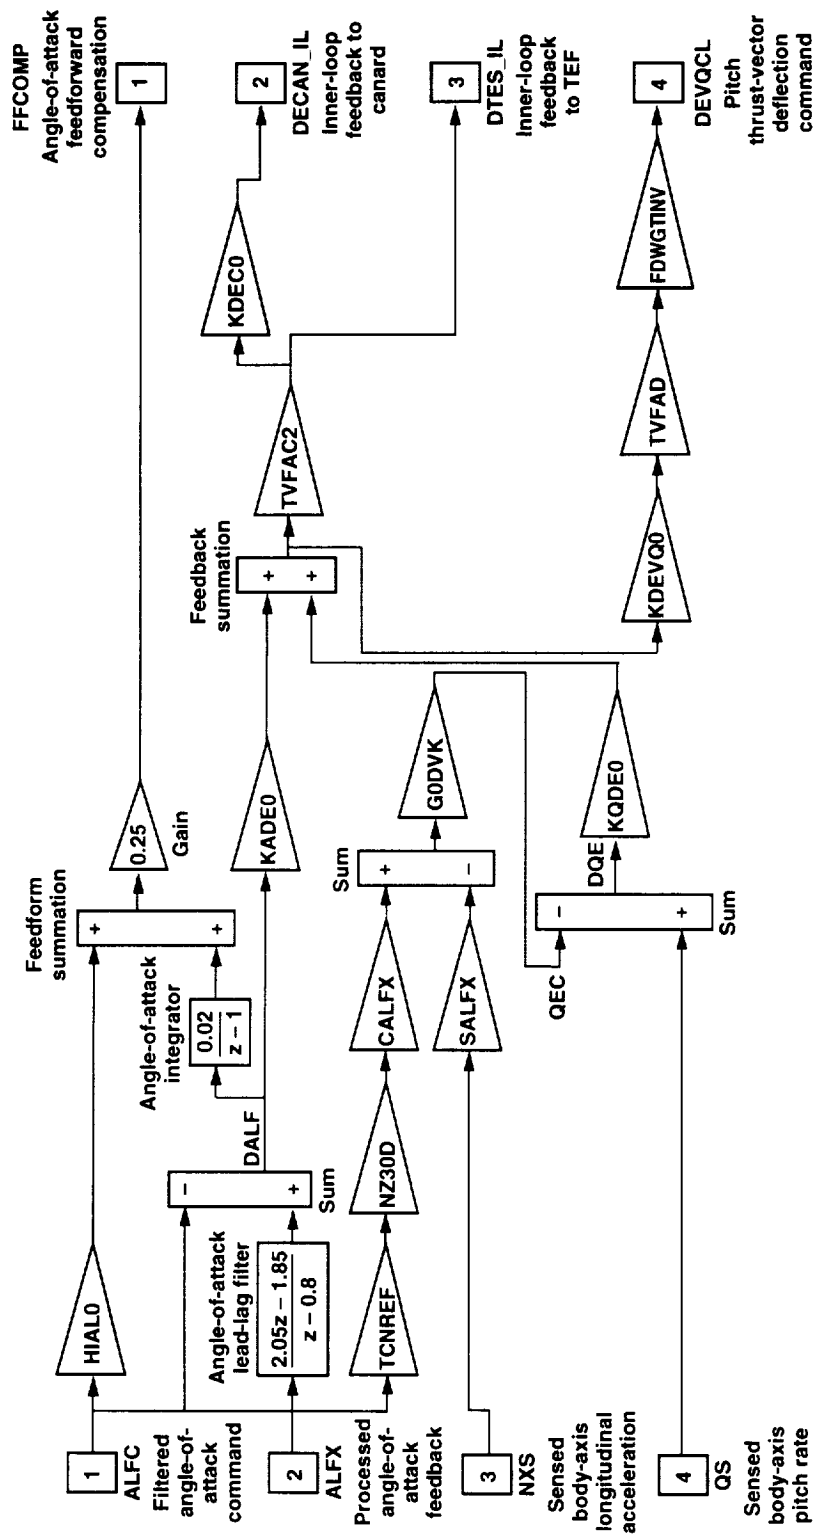 1
ALFC
Filtered
angle-of-
attack
command
2
ALFX
Processed
angle-of-
attack
feedback
3
NXS
Sensed
body-axis
longitudinal
acceleration
4
QS
Sensed
body-axis
pitch rate
HIAL0
Angle-of-attack
lead-lag filter
2.05z – 1.85
z – 0.8
TCNREF
–
+
Sum
DALF
NZ30D
Angle-of-attack
integrator
0.02
z – 1
CALFX
SALFX
QEC
Feedform
summation
+
+
0.25
Gain
KADE0
Sum
+
–
G0DVK
–
+
Sum
DQE
KQDE0
Feedback
summation
+
+
TVFAC2
KDEC0
KDEVQ0
TVFAD
FDWGTINV
FFCOMP
Angle-of-attack
feedforward
compensation
1
2
DECAN_IL
Inner-loop
feedback to
canard
3
DTES_IL
Inner-loop
feedback
to TEF
4
DEVQCL
Pitch
thrust-vector
deflection
command